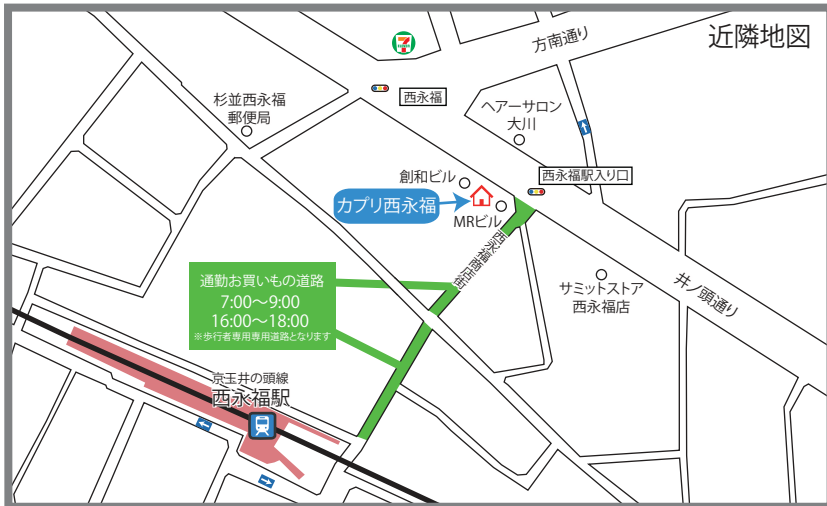 近隣地図
方南通り
西永福
杉並西永福
郵便局
ヘアーサロン
大川
創和ビル
西永福駅入り口
カプリ西永福
MRビル
西永福商店街
通勤お買いもの道路
7:00〜9:00
16:00〜18:00
※歩行者専用専用道路となります
サミットストア
西永福店
井ノ頭通り
京王井の頭線
西永福駅